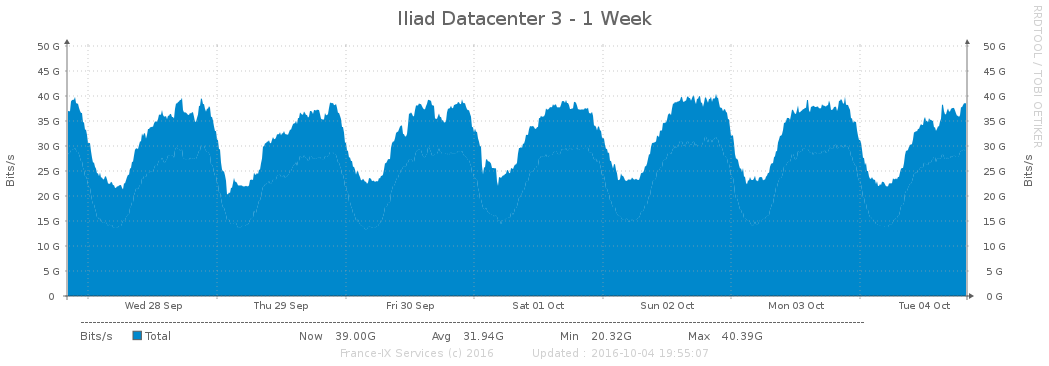 Iliad Datacenter 3 - 1 Week
RRDTOOL / TOBI OETIKER
50 G 50 G
45 G 45 G
40 G 40 G
35 G 35 G
30 G 30 G
25 G 25 G
20 G 20 G
15 G 15 G
10 G 10 G
5 G 5 G
0 0 G
Bits/s
Bits/s
Wed 28 Sep Thu 29 Sep Fri 30 Sep Sat 01 Oct Sun 02 Oct Mon 03 Oct Tue 04 Oct
Bits/s Total Now 39.00G Avg 31.94G Min 20.32G Max 40.39G
France-IX Services (c) 2016 Updated : 2016-10-04 19:55:07